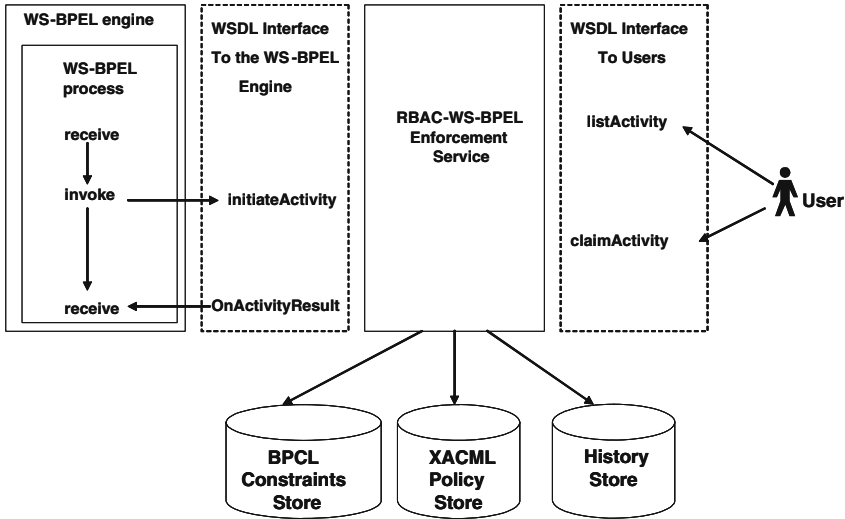 WS-BPEL engine
WS-BPEL
process
receive
invoke
receive
WSDL Interface
To the WS-BPEL
Engine
initiateActivity
OnActivityResult
RBAC-WS-BPEL
Enforcement
Service
WSDL Interface
To Users
listActivity
claimActivity
User
BPCL
Constraints
Store
XACML
Policy
Store
History
Store